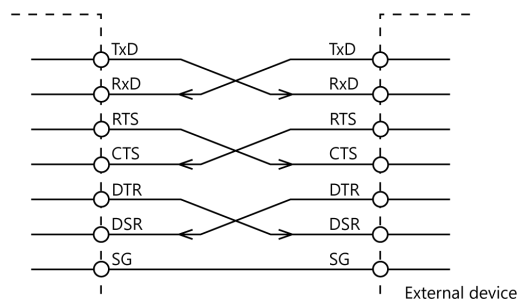 TxD TxD
RxD RxD
RTS RTS
CTS CTS
DTR DTR
DSR DSR
SG SG
External device